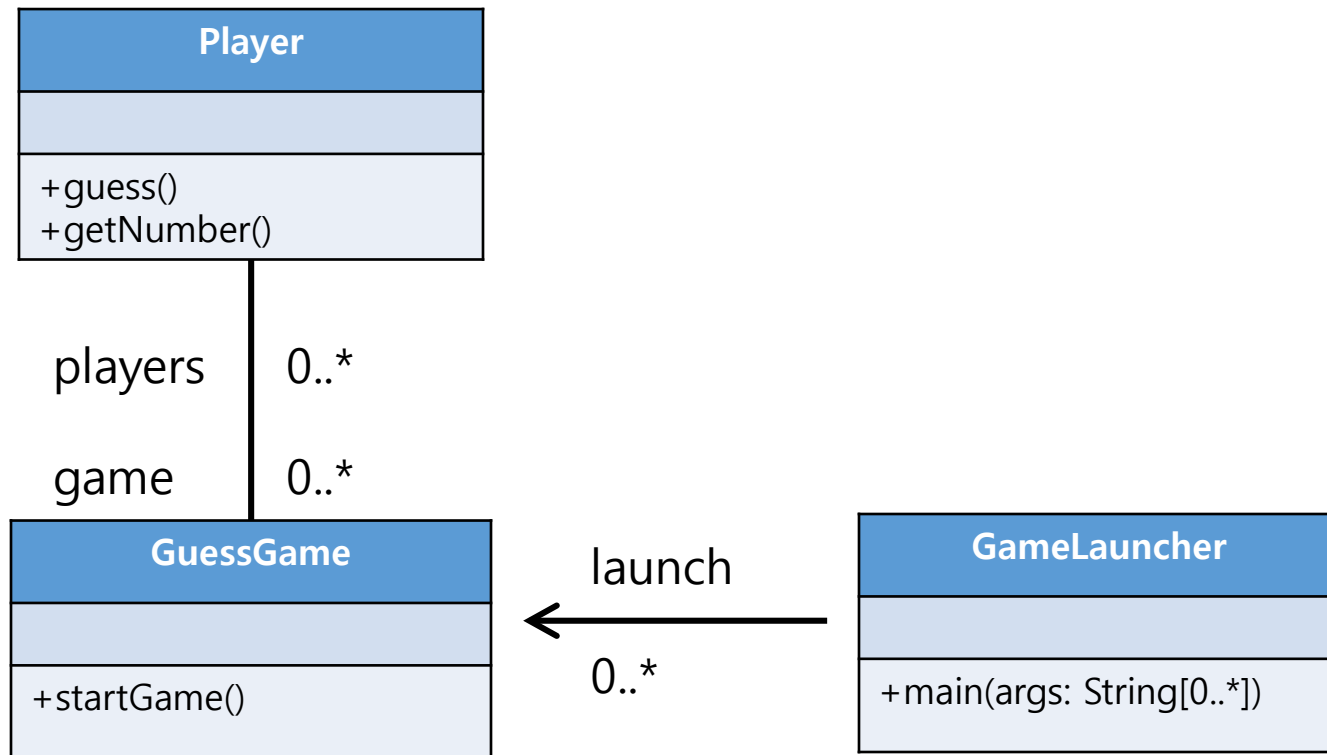 Player
+guess()
+getNumber()
players 0..*
game 0..*
GuessGame
+startGame()
launch
0..*
GameLauncher
+main(args: String[0..*])